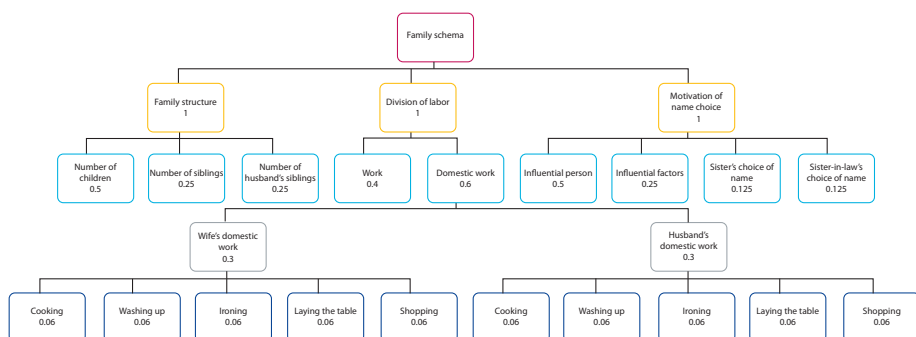 Family schema
Family structure
1
Division of labor
1
Motivation of
name choice
1
Number of
children
0.5
Number of siblings
0.25
Number of
husband's siblings
0.25
Work
0.4
Domestic work
0.6
Influential person
0.5
Influential factors
0.25
Sister's choice of
name
0.125
Sister-in-law's
choice of name
0.125
Wife's domestic
work
0.3
Husband's
domestic work
0.3
Cooking
0.06
Washing up
0.06
Ironing
0.06
Laying the table
0.06
Shopping
0.06
Cooking
0.06
Washing up
0.06
Ironing
0.06
Laying the table
0.06
Shopping
0.06